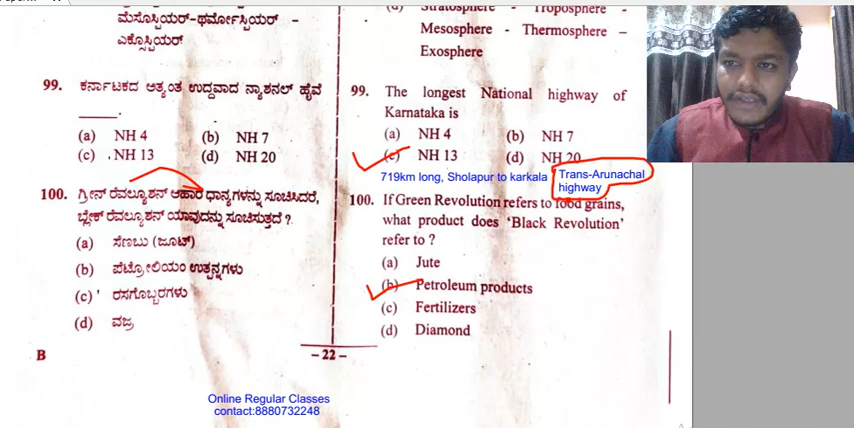 ಮೆಸೊಸ್ಪಿಯರ್-ಥರ್ಮೋಸ್ಪಿಯರ್ –
ಎಕ್ಸೊಸ್ಪಿಯರ್
99. ಕರ್ನಾಟಕದ ಅತ್ಯಂತ ಉದ್ದವಾದ ನ್ಯಾಶನಲ್ ಹೈವೆ
_____.
(a) NH 4 (b) NH 7
(c) NH 13 (d) NH 20
100. ಗ್ರೀನ್ ರೆವಲ್ಯೂಶನ್ ಆಹಾರ ಧಾನ್ಯಗಳನ್ನು ಸೂಚಿಸಿದರೆ,
ಬ್ಲೇಕ್ ರೆವಲ್ಯೂಶನ್ ಯಾವುದನ್ನು ಸೂಚಿಸುತ್ತದೆ ?
(a) ಸೆಣಬು (ಜೂಟ್)
(b) ಪೆಟ್ರೋಲಿಯಂ ಉತ್ಪನ್ನಗಳು
(c) ರಸಗೊಬ್ಬರಗಳು
(d) ವಜ್ರ
B
(d) Stratosphere - Troposphere -
Mesosphere - Thermosphere –
Exosphere
99. The longest National highway of
Karnataka is
(a) NH 4 (b) NH 7
(c) NH 13 (d) NH 20
719km long, Sholapur to karkala
Trans-Arunachal
highway
100. If Green Revolution refers to food grains,
what product does ‘Black Revolution’
refer to ?
(a) Jute
(b) Petroleum products
(c) Fertilizers
(d) Diamond
– 22 –
Online Regular Classes
contact:8880732248